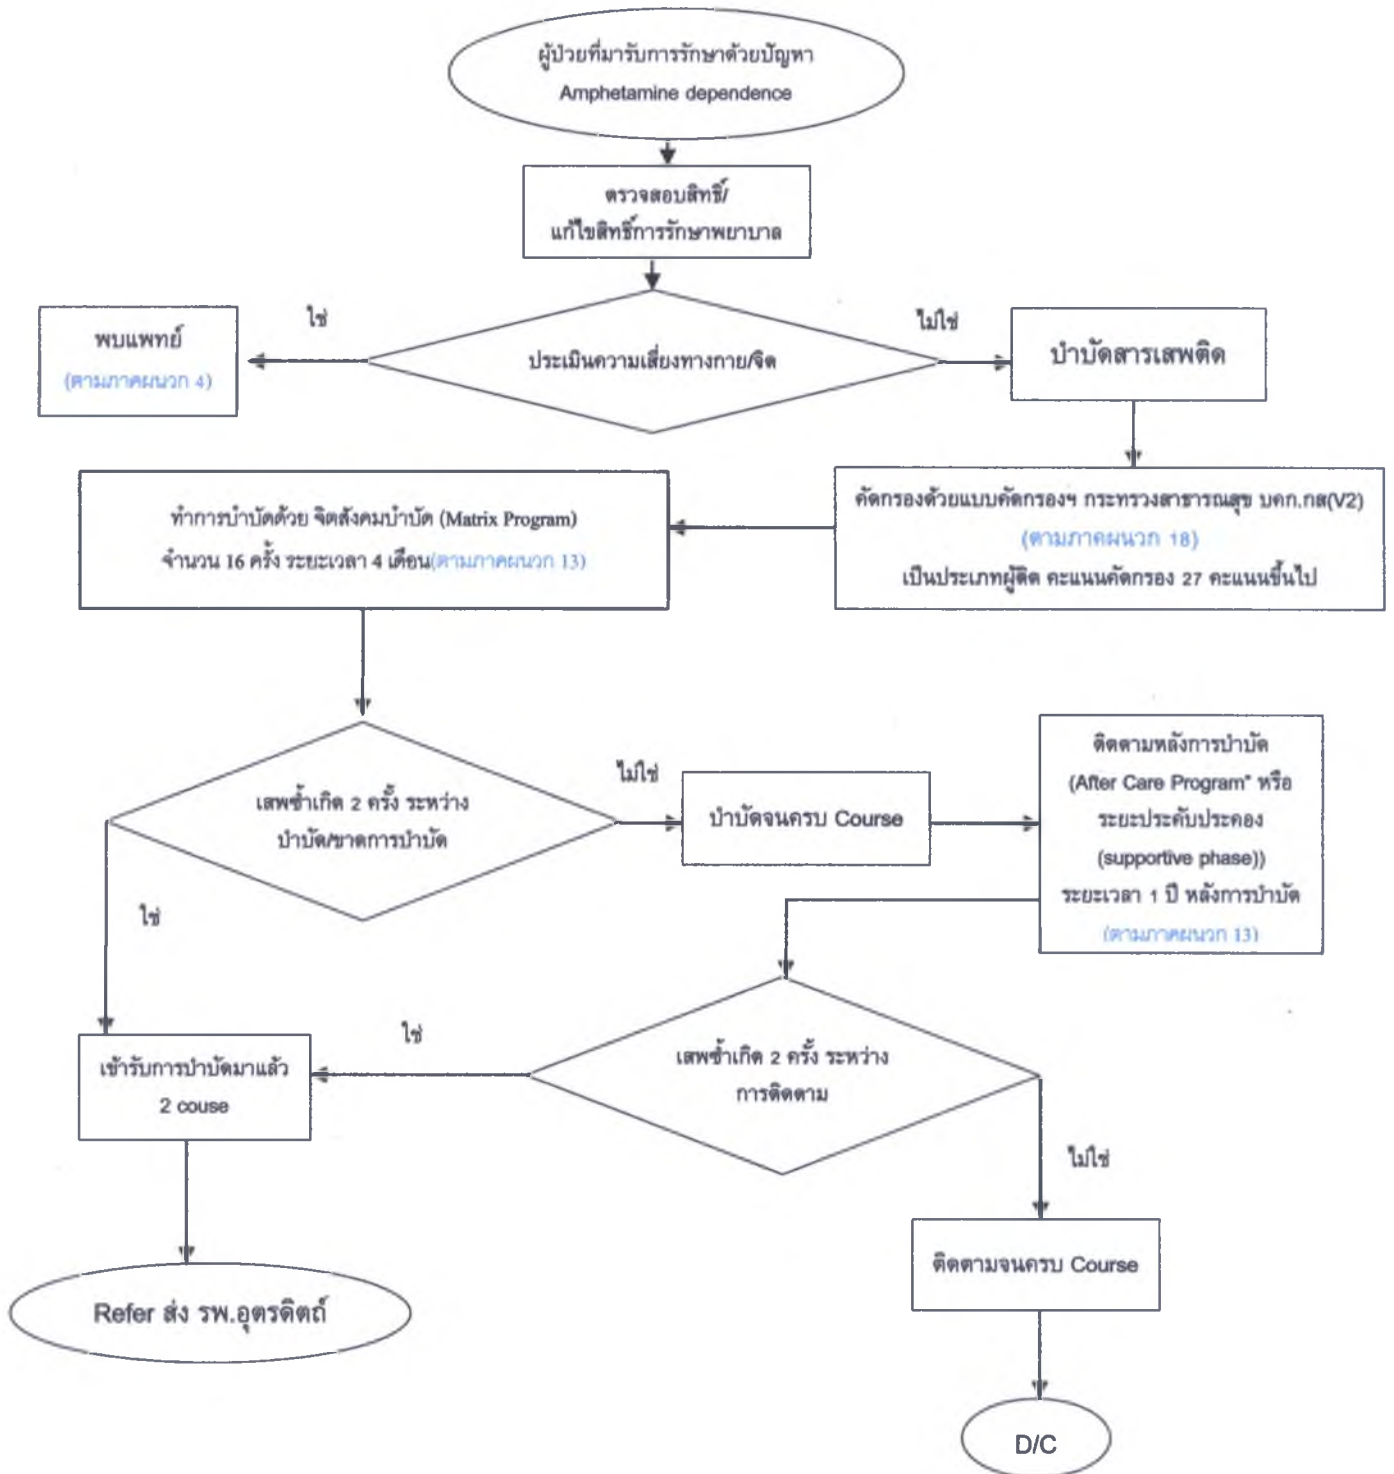 ผู้ป่วยที่มารับการรักษาด้วยปัญหา
Amphetamine dependence
ตรวจสอบสิทธิ์/
แก้ไขสิทธิ์การรักษาพยาบาล
ใช่
ไม่ใช่
พบแพทย์
(ตามภาคผนวก 4)
ประเมินความเสี่ยงทางกาย/จิต
บำบัดสารเสพติด
ทำการบำบัดด้วย จิตสังคมบำบัด (Matrix Program)
จำนวน 16 ครั้ง ระยะเวลา 4 เดือน(ตามภาคผนวก 13)
คัดกรองด้วยแบบคัดกรองฯ กระทรวงสาธารณสุข บคก.กส(V2)
(ตามภาคผนวก 18)
เป็นประเภทผู้ติด คะแนนคัดกรอง 27 คะแนนขึ้นไป
เสพซ้ำเกิด 2 ครั้ง ระหว่าง
บำบัด/ขาดการบำบัด
ไม่ใช่
บำบัดจนครบ Course
ติดตามหลังการบำบัด
(After Care Program* หรือ
ระยะประคับประคอง
(supportive phase))
ระยะเวลา 1 ปี หลังการบำบัด
(ตามภาคผนวก 13)
ใช่
เข้ารับการบำบัดมาแล้ว
2 couse
ใช่
เสพซ้ำเกิด 2 ครั้ง ระหว่าง
การติดตาม
ไม่ใช่
ติดตามจนครบ Course
Refer ส่ง รพ.อุตรดิตถ์
D/C